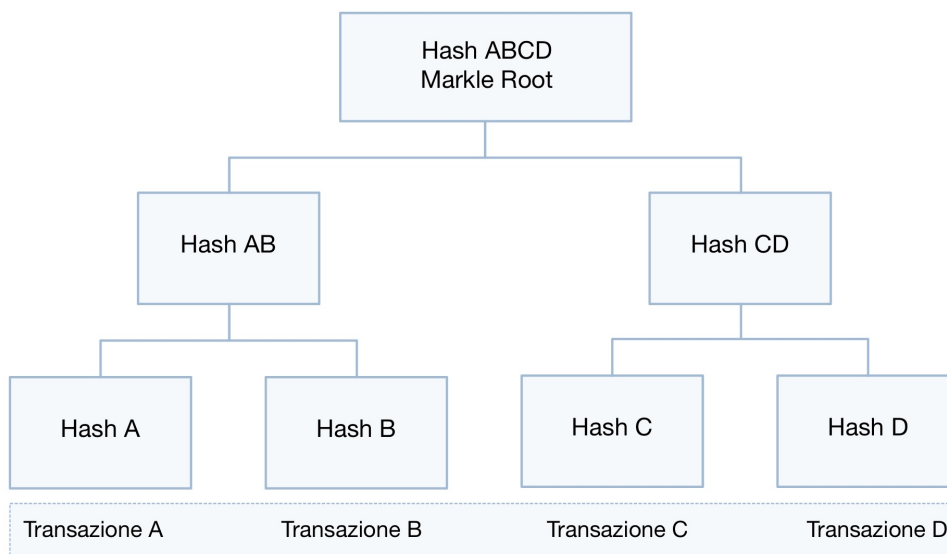 Hash ABCD
Markle Root
Hash AB
Hash CD
Hash A
Hash B
Hash C
Hash D
Transazione A
Transazione B
Transazione C
Transazione D